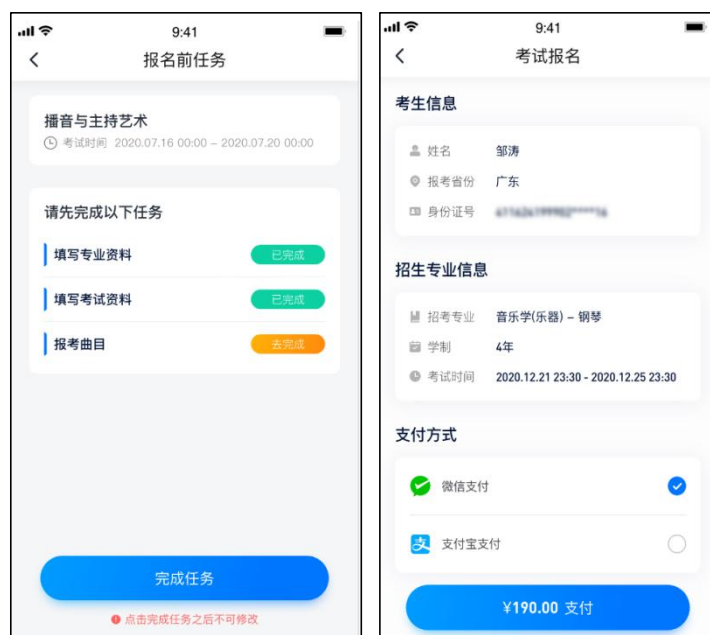 9:41
报名前任务
播音与主持艺术
考试时间 2020.07.16 00:00 – 2020.07.20 00:00
请先完成以下任务
填写专业资料 已完成
填写考试资料 已完成
报考曲目 去完成
完成任务
点击完成任务之后不可修改
9:41
考试报名
考生信息
姓名 邹涛
报考省份 广东
身份证号
招生专业信息
招考专业 音乐学(乐器) – 钢琴
学制 4年
考试时间 2020.12.21 23:30 - 2020.12.25 23:30
支付方式
微信支付
支 支付宝支付
¥190.00 支付